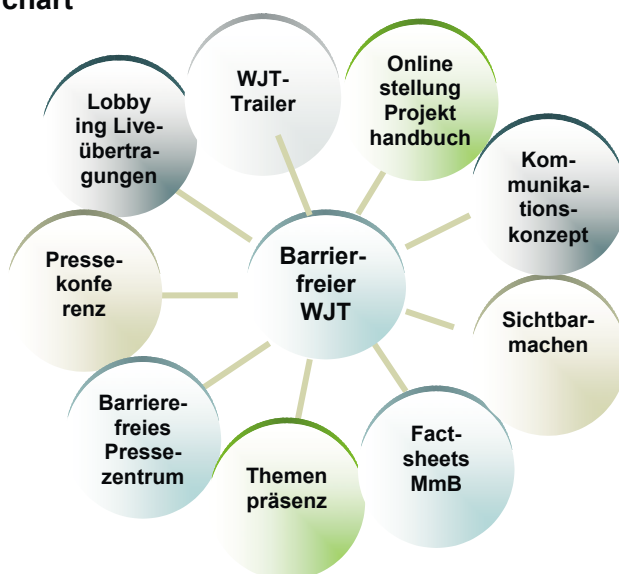 chart
WJT-
Trailer
Online
stellung
Projekt
handbuch
Lobby
ing Live-
übertra-
gungen
Kom-
munika-
tions-
konzept
Presse-
konfe
renz
Barrier-
freier
WJT
Sichtbar-
machen
Barriere-
freies
Presse-
zentrum
Themen
präsenz
Fact-
sheets
MmB